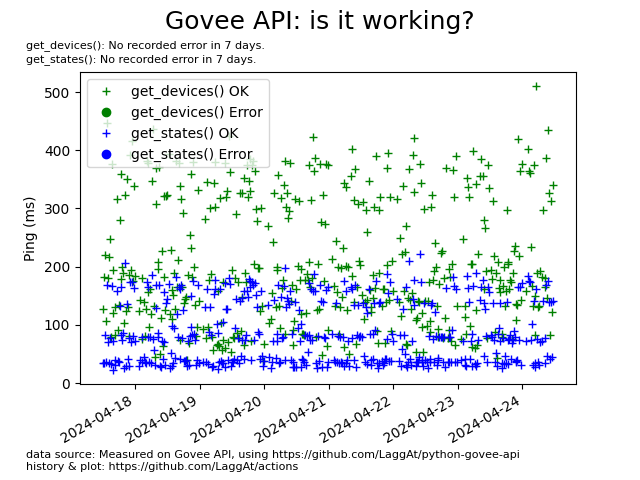 Govee API: is it working?
get_devices(): No recorded error in 7 days.
get_states(): No recorded error in 7 days.
get_devices() OK
get_devices() Error
get_states() OK
get_states() Error
Ping (ms)
500
400
300
200
100
0
2024-04-18
2024-04-19
2024-04-20
2024-04-21
2024-04-22
2024-04-23
2024-04-24
data source: Measured on Govee API, using https://github.com/LaggAt/python-govee-api
history & plot: https://github.com/LaggAt/actions